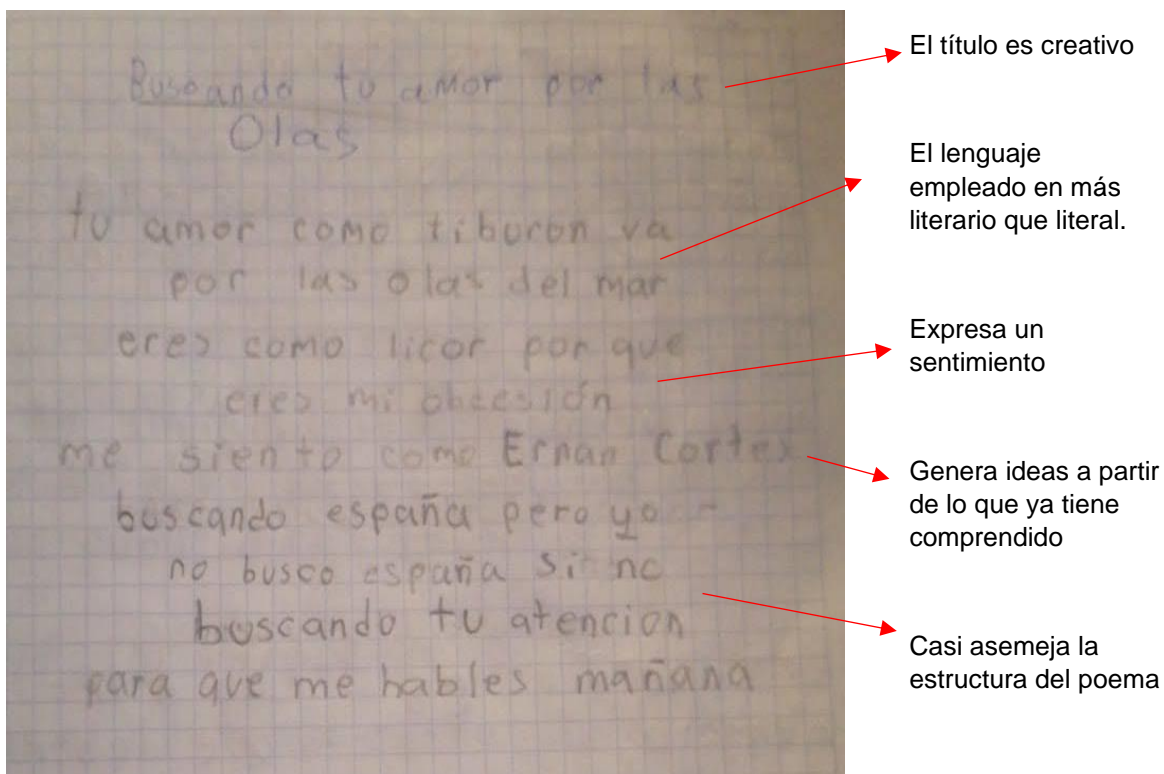 Buscando tu amor por las
Olas
tu amor como tiburon va
por las olas del mar
eres como licor por que
eres mi obcesión
me siento como Ernan Cortes
buscando españa pero yo -
no busco españa si no
buscando tu atencion
para que me hables mañana
El título es creativo
El lenguaje
empleado en más
literario que literal.
Expresa un
sentimiento
Genera ideas a partir
de lo que ya tiene
comprendido
Casi asemeja la
estructura del poema